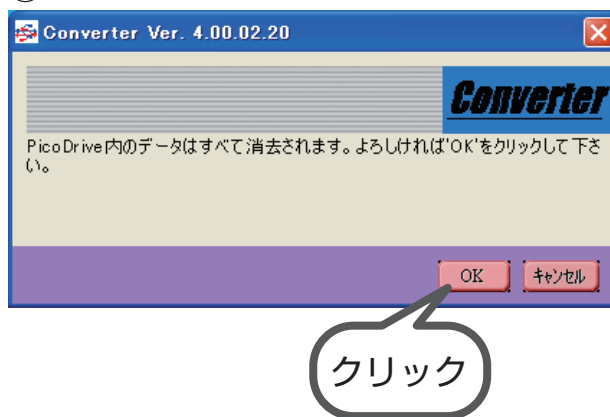 Converter Ver. 4.00.02.20
Converter
PicoDrive内のデータはすべて消去されます。よろしければ'OK'をクリックして下さ
い。
OK キャンセル
クリック